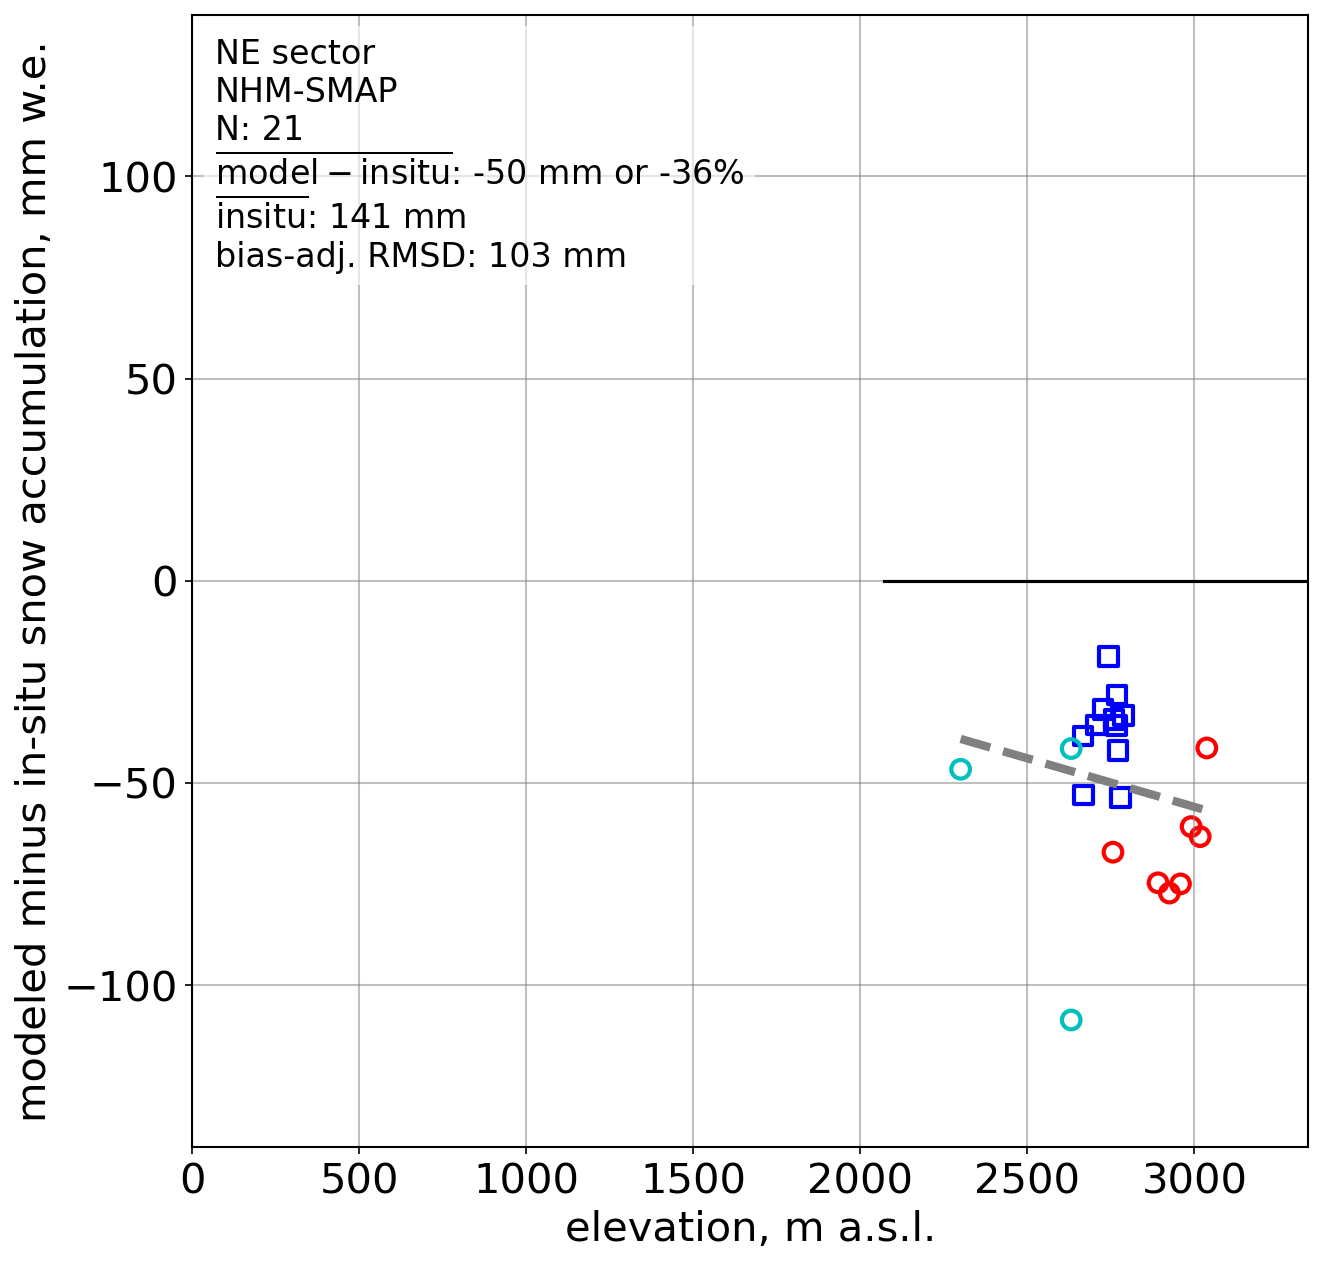 NE sector
NHM-SMAP
N: 21
model − insitu: -50 mm or -36%
insitu: 141 mm
bias-adj. RMSD: 103 mm
modeled minus in-situ snow accumulation, mm w.e.
100
50
0
−50
−100
0 500 1000 1500 2000 2500 3000
elevation, m a.s.l.